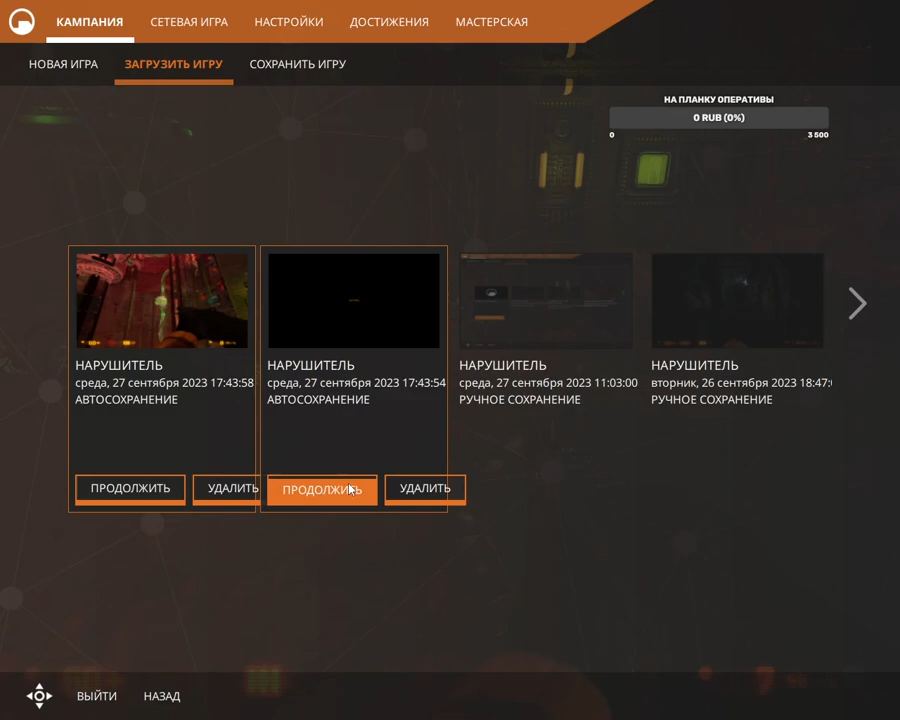 КАМПАНИЯ СЕТЕВАЯ ИГРА НАСТРОЙКИ ДОСТИЖЕНИЯ МАСТЕРСКАЯ
НОВАЯ ИГРА ЗАГРУЗИТЬ ИГРУ СОХРАНИТЬ ИГРУ
НА ПЛАНКУ ОПЕРАТИВЫ
0 RUB (0%)
0 3 500
НАРУШИТЕЛЬ
среда, 27 сентября 2023 17:43:58
АВТОСОХРАНЕНИЕ
ПРОДОЛЖИТЬ УДАЛИТЬ
НАРУШИТЕЛЬ
среда, 27 сентября 2023 17:43:54
АВТОСОХРАНЕНИЕ
ПРОДОЛЖИТЬ УДАЛИТЬ
НАРУШИТЕЛЬ
среда, 27 сентября 2023 11:03:00
РУЧНОЕ СОХРАНЕНИЕ
НАРУШИТЕЛЬ
вторник, 26 сентября 2023 18:47:
РУЧНОЕ СОХРАНЕНИЕ
ВЫЙТИ НАЗАД